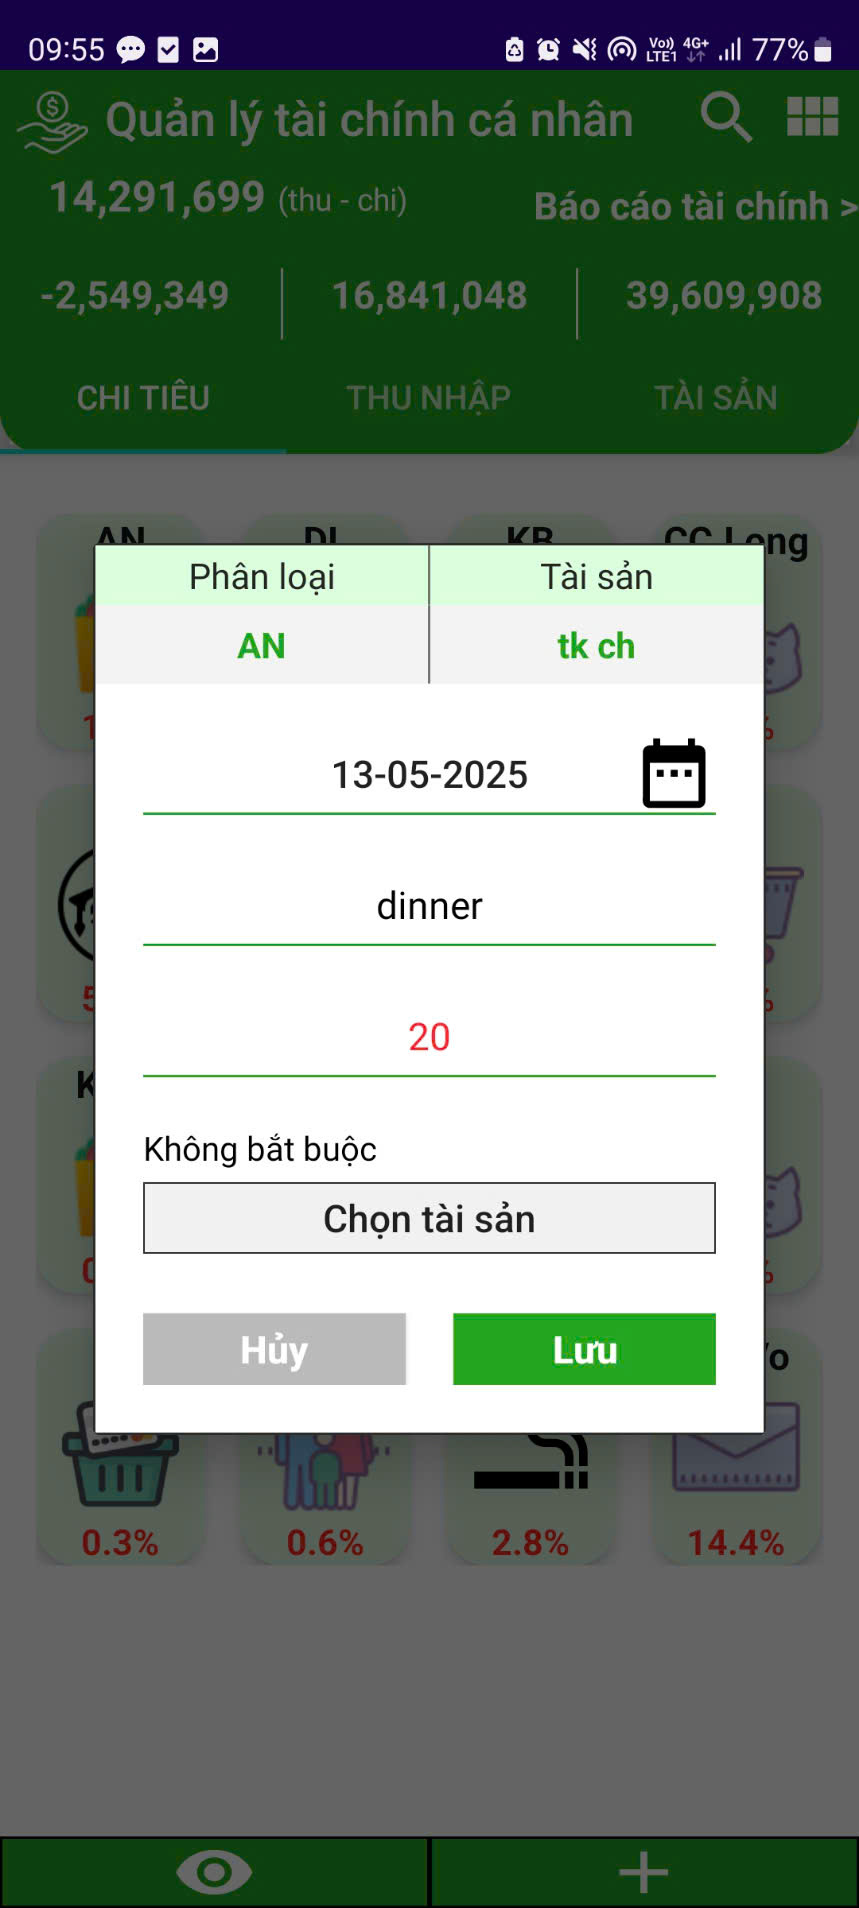 09:55 Vo)) LTE1 4G+ 77%
Quản lý tài chính cá nhân
14,291,699 (thu - chi)
Báo cáo tài chính >
-2,549,349 16,841,048 39,609,908
CHI TIÊU THU NHẬP TÀI SẢN
AN DL KB CC Long
Phân loại Tài sản
AN tk ch
13-05-2025
dinner
20
Không bắt buộc
Chọn tài sản
Hủy Lưu
0.3% 0.6% 2.8% 14.4%